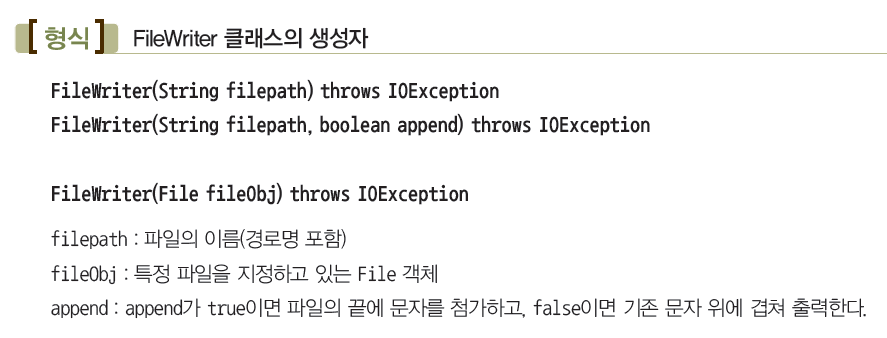 [형식] FileWriter 클래스의 생성자
FileWriter(String filepath) throws IOException
FileWriter(String filepath, boolean append) throws IOException
FileWriter(File fileObj) throws IOException
filepath : 파일의 이름(경로명 포함)
fileObj : 특정 파일을 지정하고 있는 File 객체
append : append가 true이면 파일의 끝에 문자를 첨가하고, false이면 기존 문자 위에 겹쳐 출력한다.